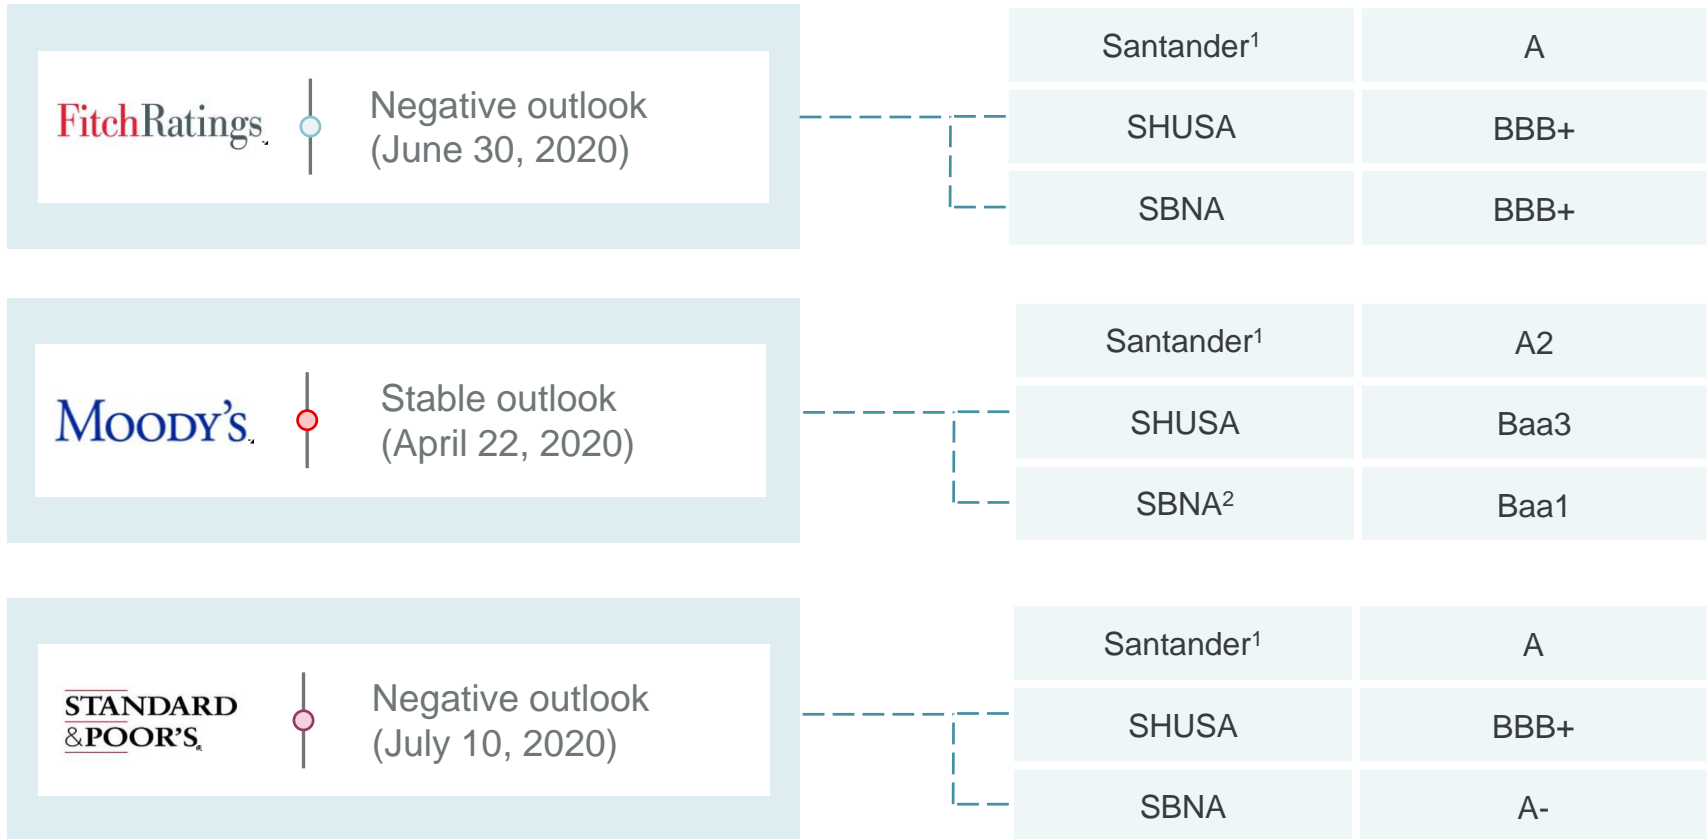 FitchRatings
Negative outlook
(June 30, 2020)
Santander¹ A
SHUSA BBB+
SBNA BBB+
MOODY'S
Stable outlook
(April 22, 2020)
Santander¹ A2
SHUSA Baa3
SBNA² Baa1
STANDARD
&POOR'S
Negative outlook
(July 10, 2020)
Santander¹ A
SHUSA BBB+
SBNA A-